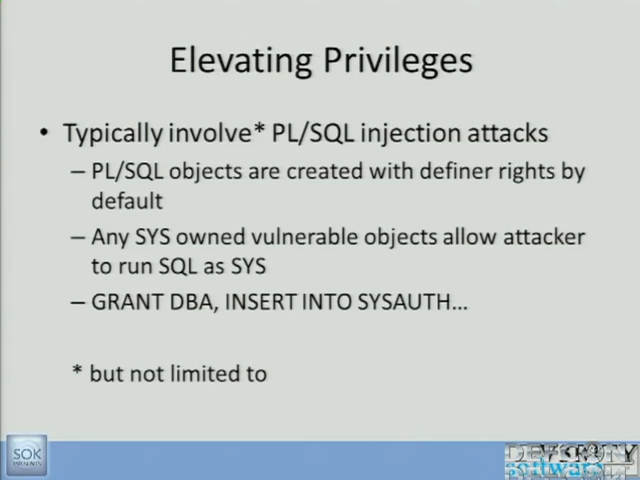 Elevating Privileges
• Typically involve* PL/SQL injection attacks
– PL/SQL objects are created with definer rights by
default
– Any SYS owned vulnerable objects allow attacker
to run SQL as SYS
– GRANT DBA, INSERT INTO SYSAUTH...
* but not limited to
SOK
PRESENTS
software